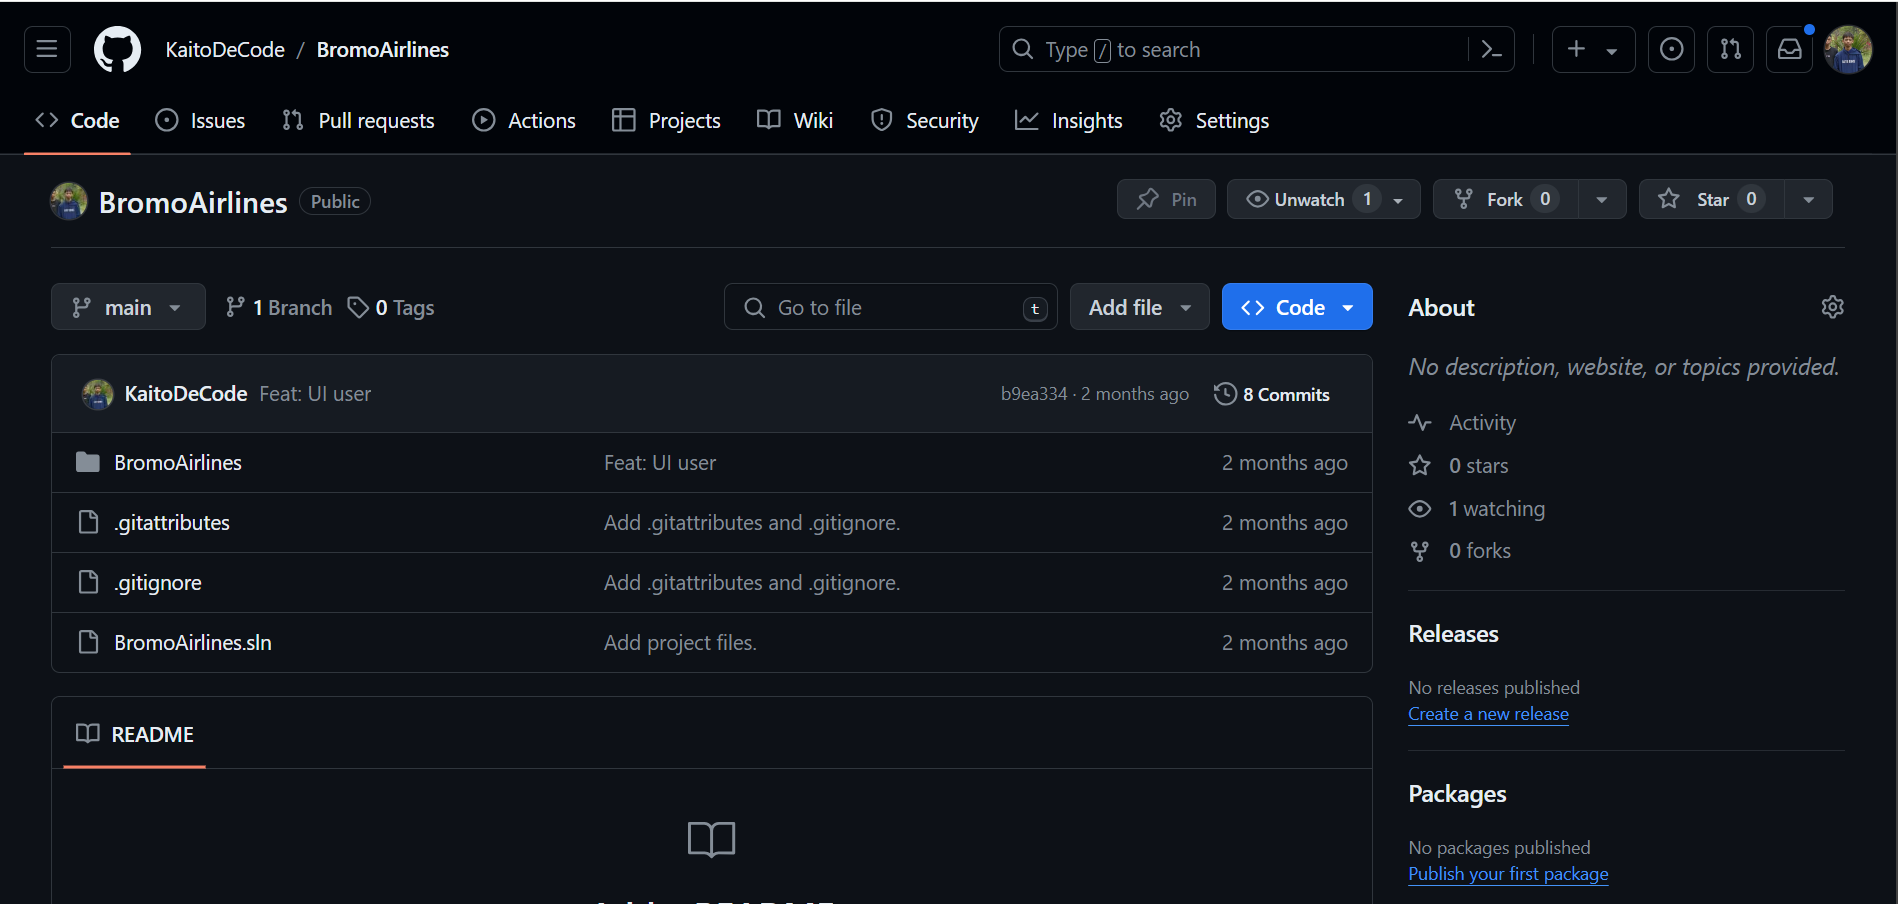 KaitoDeCode / BromoAirlines
Type / to search
Code Issues Pull requests Actions Projects Wiki Security Insights Settings
BromoAirlines Public
Pin Unwatch 1 Fork 0 Star 0
main 1 Branch 0 Tags
Go to file t
Add file
Code
KaitoDeCode Feat: UI user b9ea334 · 2 months ago 8 Commits
BromoAirlines Feat: UI user 2 months ago
.gitattributes Add .gitattributes and .gitignore. 2 months ago
.gitignore Add .gitattributes and .gitignore. 2 months ago
BromoAirlines.sln Add project files. 2 months ago
README
About
No description, website, or topics provided.
Activity
0 stars
1 watching
0 forks
Releases
No releases published
Create a new release
Packages
No packages published
Publish your first package